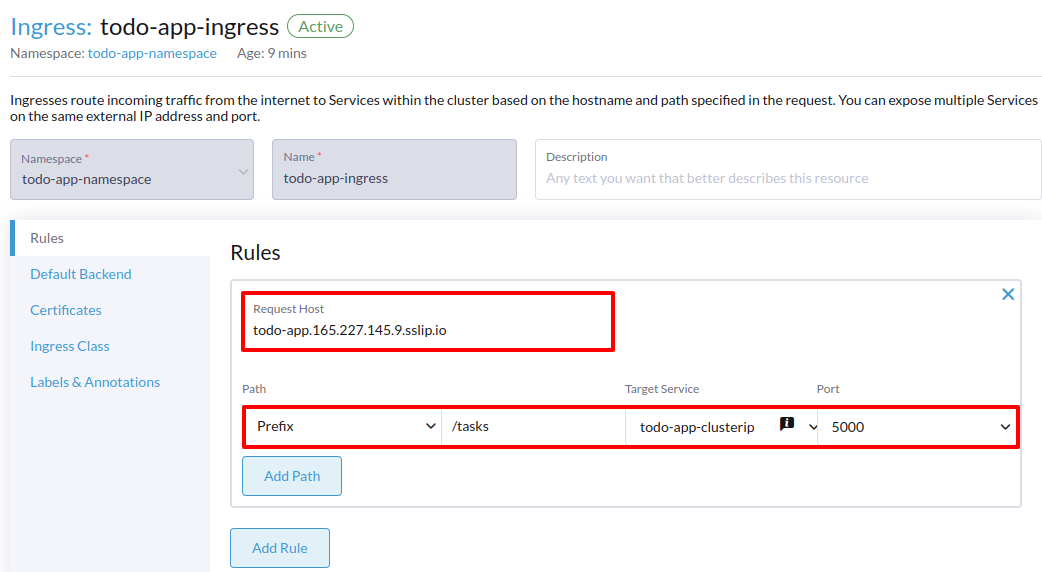 Ingress: todo-app-ingress Active
Namespace: todo-app-namespace Age: 9 mins
Ingresses route incoming traffic from the internet to Services within the cluster based on the hostname and path specified in the request. You can expose multiple Services
on the same external IP address and port.
Namespace * Name * Description
todo-app-namespace todo-app-ingress Any text you want that better describes this resource
Rules
Default Backend
Certificates
Ingress Class
Labels & Annotations
Rules
Request Host
todo-app.165.227.145.9.sslip.io
Path Target Service Port
Prefix /tasks todo-app-clusterip 5000
Add Path
Add Rule